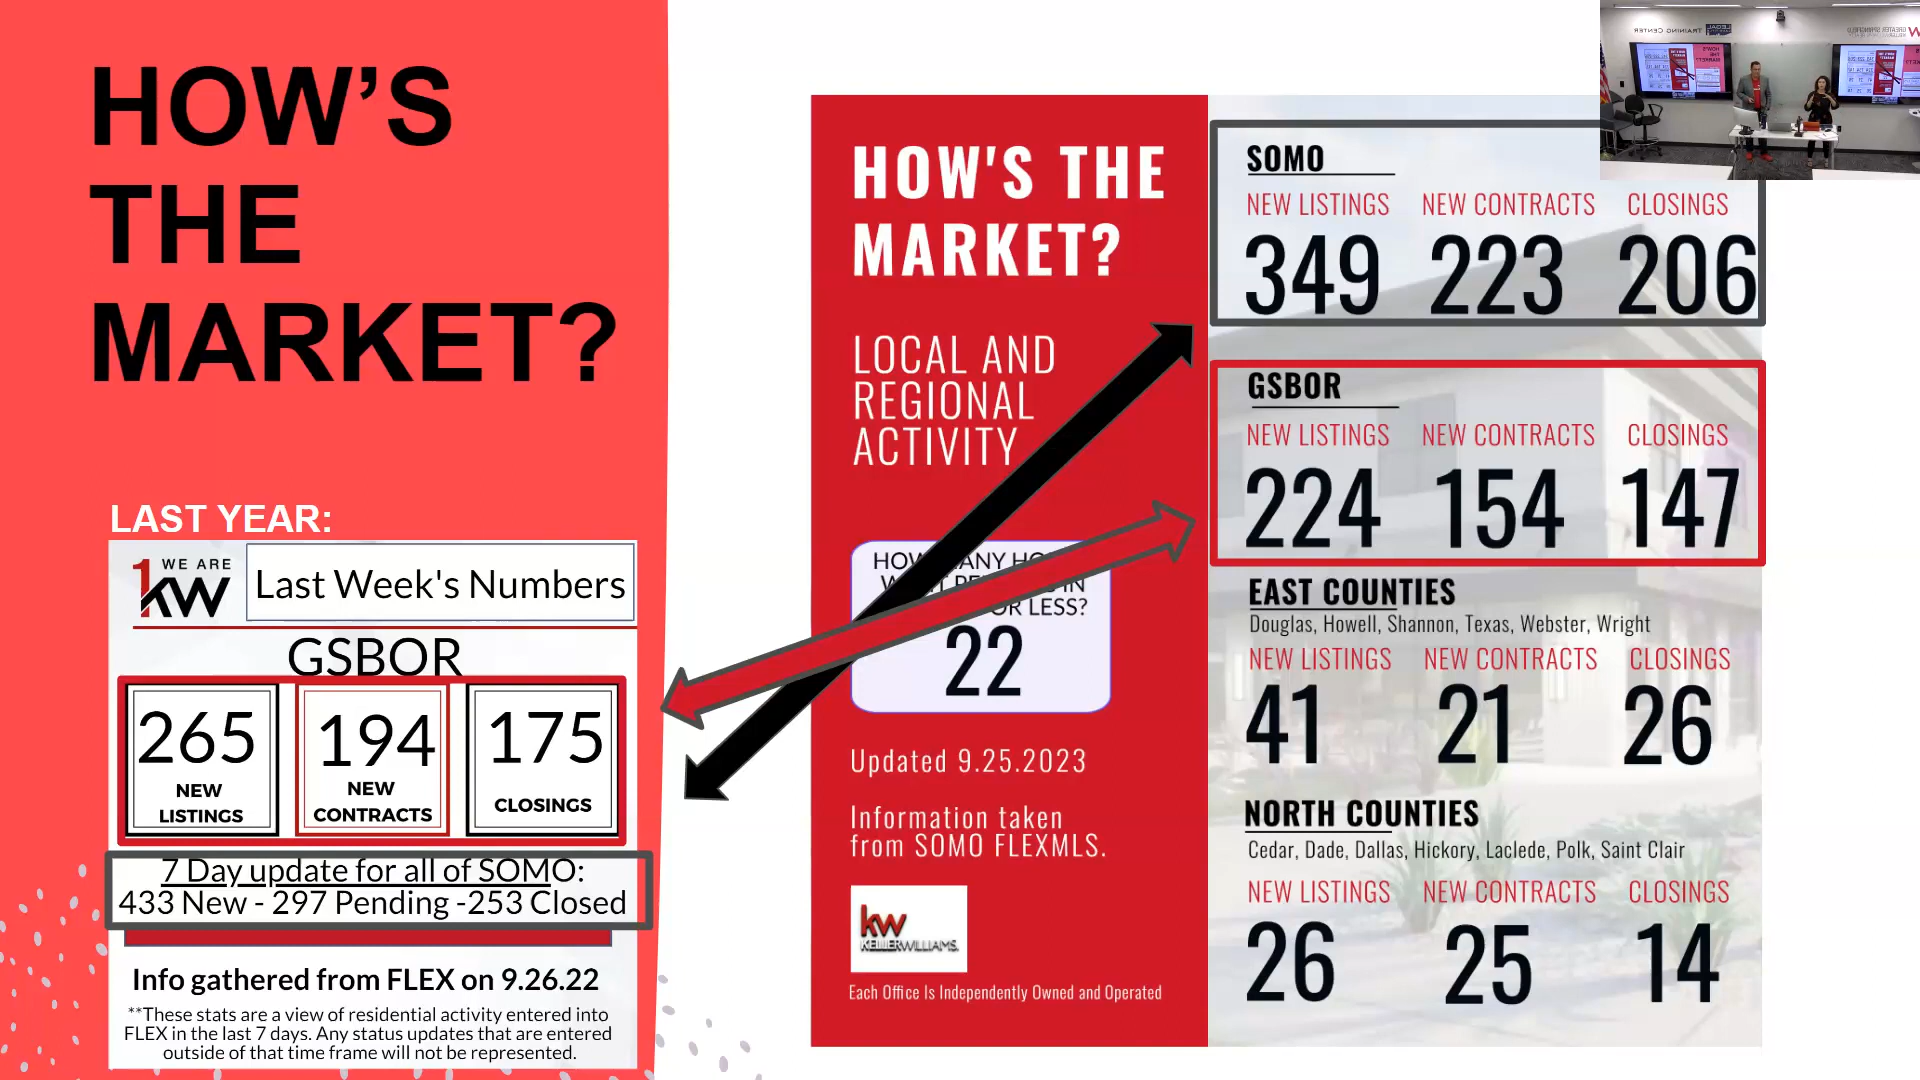 HOW'S
THE
MARKET?
LAST YEAR:
1 WE ARE
kw
Last Week's Numbers
GSBOR
265
NEW
LISTINGS
194
NEW
CONTRACTS
175
CLOSINGS
7 Day update for all of SOMO:
433 New - 297 Pending -253 Closed
Info gathered from FLEX on 9.26.22
**These stats are a view of residential activity entered into
FLEX in the last 7 days. Any status updates that are entered
outside of that time frame will not be represented.
HOW'S THE
MARKET?
LOCAL AND
REGIONAL
ACTIVITY
OR LESS?
22
Updated 9.25.2023
Information taken
from SOMO FLEXMLS.
kw
KELLERWILLIAMS.
Each Office Is Independently Owned and Operated
SOMO
NEW LISTINGS NEW CONTRACTS CLOSINGS
349 223 206
GSBOR
NEW LISTINGS NEW CONTRACTS CLOSINGS
224 154 147
EAST COUNTIES
Douglas, Howell, Shannon, Texas, Webster, Wright
NEW LISTINGS NEW CONTRACTS CLOSINGS
41 21 26
NORTH COUNTIES
Cedar, Dade, Dallas, Hickory, Laclede, Polk, Saint Clair
NEW LISTINGS NEW CONTRACTS CLOSINGS
26 25 14
TRAINING CENTER